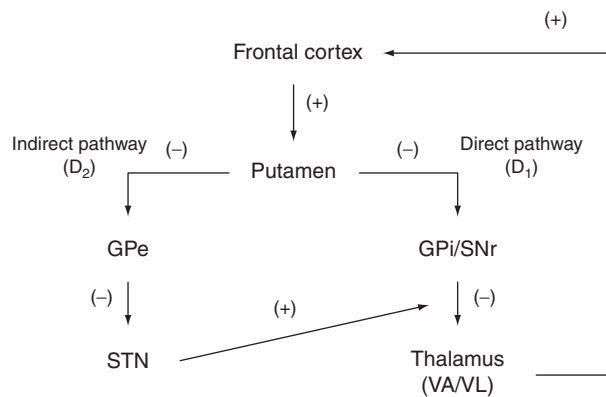 (+)
Frontal cortex
(+)
Indirect pathway
(D₂)
(–)
Putamen
(–)
Direct pathway
(D₁)
GPe
GPi/SNr
(–)
(+)
(–)
STN
Thalamus
(VA/VL)